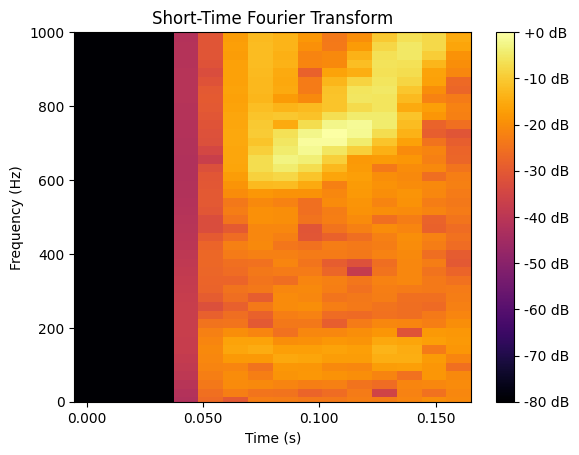 Short-Time Fourier Transform
1000
800
600
400
200
0
Frequency (Hz)
0.000
0.050
0.100
0.150
Time (s)
+0 dB
-10 dB
-20 dB
-30 dB
-40 dB
-50 dB
-60 dB
-70 dB
-80 dB